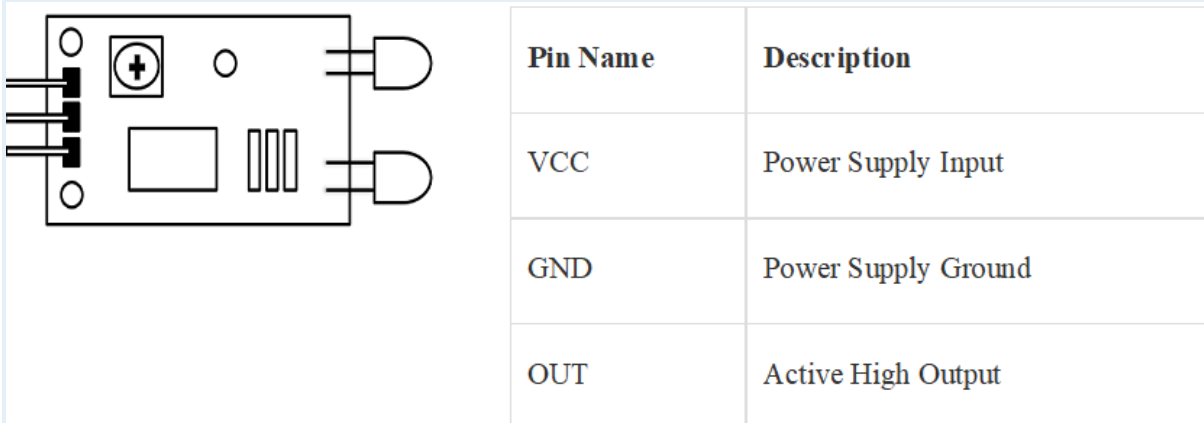 Pin Name Description
VCC Power Supply Input
GND Power Supply Ground
OUT Active High Output